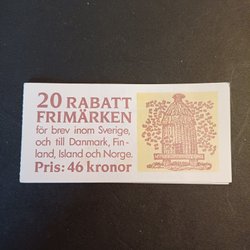 20 RABATT
FRIMÄRKEN
för brev inom Sverige,
och till Danmark, Fin-
land, Island och Norge.
Pris: 46 kronor